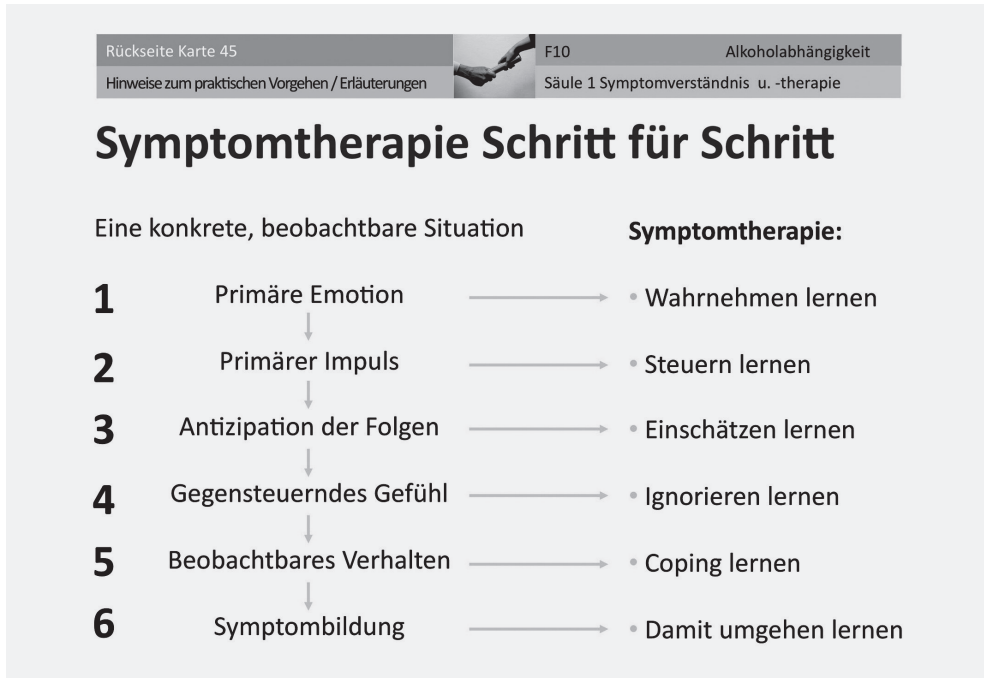 Rückseite Karte 45
F10 Alkoholabhängigkeit
Hinweise zum praktischen Vorgehen / Erläuterungen
Säule 1 Symptomverständnis u. -therapie
Symptomtherapie Schritt für Schritt
Eine konkrete, beobachtbare Situation
Symptomtherapie:
1 Primäre Emotion • Wahrnehmen lernen
2 Primärer Impuls • Steuern lernen
3 Antizipation der Folgen • Einschätzen lernen
4 Gegensteuerndes Gefühl • Ignorieren lernen
5 Beobachtbares Verhalten • Coping lernen
6 Symptombildung • Damit umgehen lernen